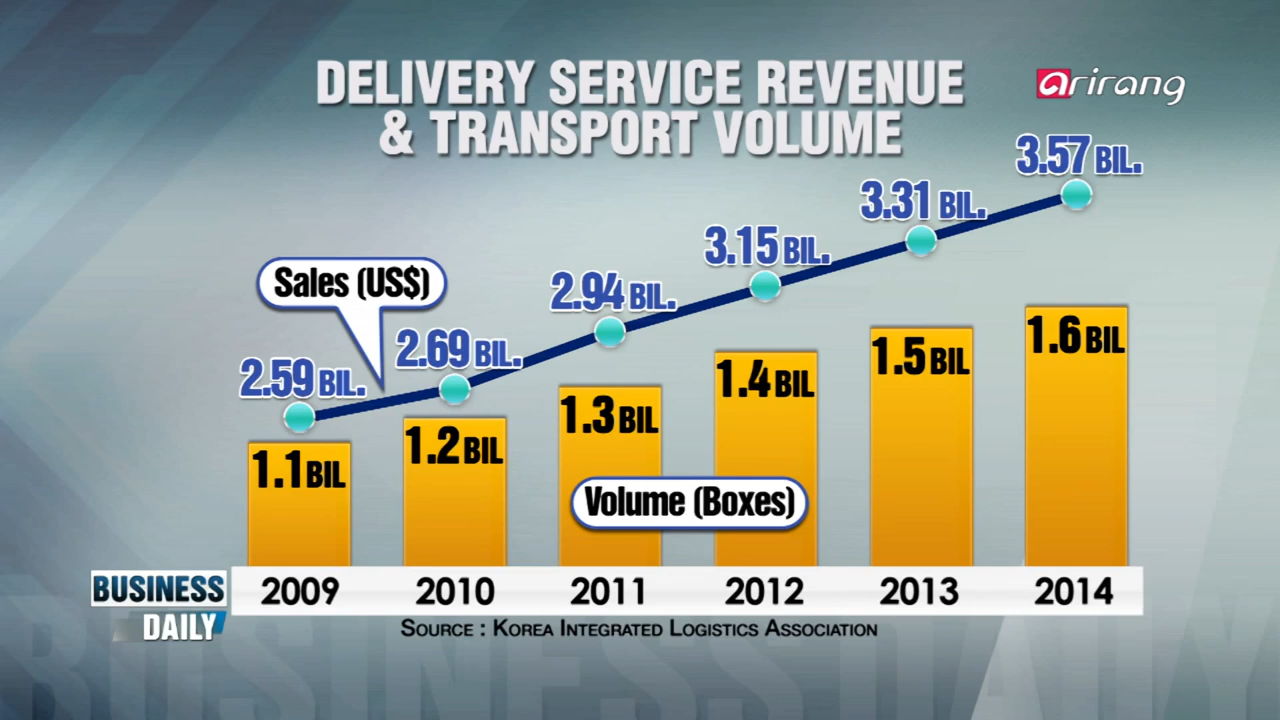 DELIVERY SERVICE REVENUE
& TRANSPORT VOLUME
arirang
3.57 BIL.
3.31 BIL.
3.15 BIL.
2.94 BIL.
2.69 BIL.
2.59 BIL.
Sales (US$)
1.1 BIL
1.2 BIL
1.3 BIL
1.4 BIL
1.5 BIL
1.6 BIL
Volume (Boxes)
BUSINESS
DAILY
2009 2010 2011 2012 2013 2014
SOURCE : KOREA INTEGRATED LOGISTICS ASSOCIATION
BUSINESS DAILY